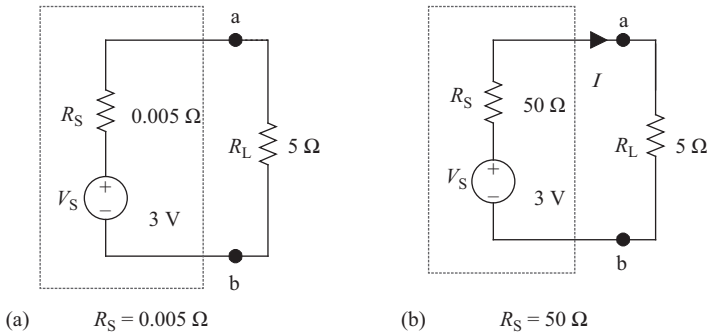 a
R_S
0.005 Ω
R_L
5 Ω
V_S
+
−
3 V
b
(a)
R_S = 0.005 Ω
a
I
R_S
50 Ω
R_L
5 Ω
V_S
+
−
3 V
b
(b)
R_S = 50 Ω